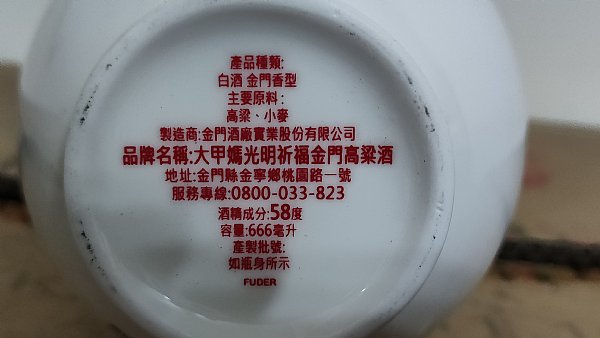 產品種類:
白酒 金門香型
主要原料:
高粱、小麥
製造商:金門酒廠實業股份有限公司
品牌名稱:大甲媽光明祈福金門高粱酒
地址:金門縣金寧鄉桃園路一號
服務專線:0800-033-823
酒精成分:58度
容量:666毫升
產製批號:
如瓶身所示
FUDER